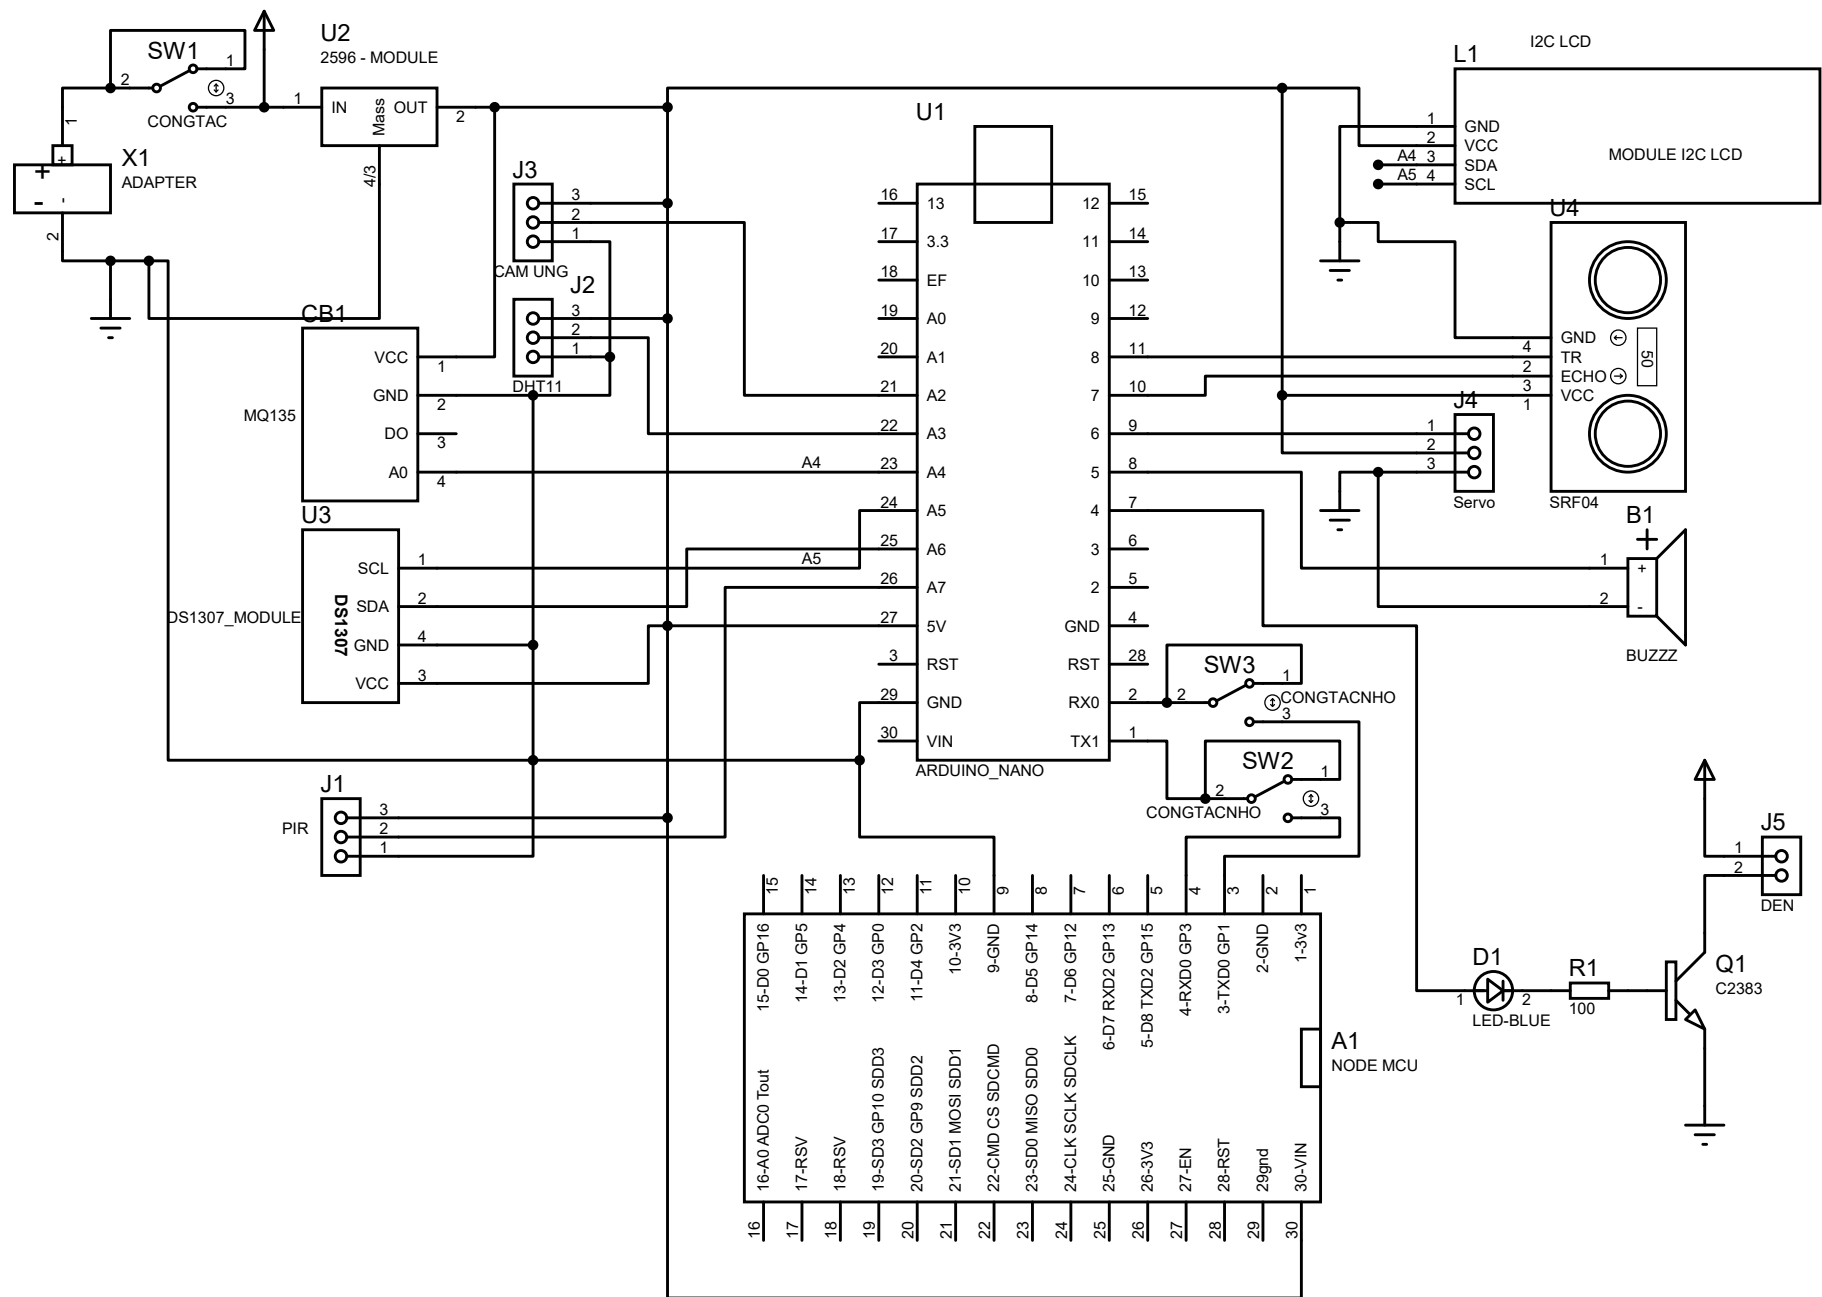 SW1
2
1
3
CONGTAC
1
+
+
-
-
X1
ADAPTER
2
U2
2596 - MODULE
1
IN
Mass
OUT
2
4/3
J3
3
2
1
CAM UNG
J2
3
2
1
DHT11
CB1
MQ135
VCC
1
GND
2
DO
3
A0
4
A4
U3
DS1307_MODULE
DS1307
SCL
1
SDA
2
GND
4
VCC
3
A5
J1
PIR
3
2
1
U1
16
13
17
3.3
18
EF
19
A0
20
A1
21
A2
22
A3
23
A4
24
A5
25
A6
26
A7
27
5V
3
RST
29
GND
30
VIN
12
15
11
14
10
13
9
12
8
11
7
10
6
9
5
8
4
7
3
6
2
5
GND
4
RST
28
RX0
2
TX1
1
ARDUINO_NANO
SW3
2
1
3
CONGTACNHO
SW2
2
1
3
CONGTACNHO
I2C LCD
L1
1
GND
2
VCC
A4
3
SDA
A5
4
SCL
MODULE I2C LCD
U4
GND
4
TR
2
ECHO
3
VCC
1
50
SRF04
J4
1
2
3
Servo
B1
+
1
+
2
-
BUZZZ
J5
1
2
DEN
D1
1
2
LED-BLUE
R1
100
Q1
C2383
A1
NODE MCU
15
14
13
12
11
10
9
8
7
6
5
4
3
2
1
15-D0 GP16
14-D1 GP5
13-D2 GP4
12-D3 GP0
11-D4 GP2
10-3V3
9-GND
8-D5 GP14
7-D6 GP12
6-D7 RXD2 GP13
5-D8 TXD2 GP15
4-RXD0 GP3
3-TXD0 GP1
2-GND
1-3v3
16-A0 ADC0 Tout
17-RSV
18-RSV
19-SD3 GP10 SDD3
20-SD2 GP9 SDD2
21-SD1 MOSI SDD1
22-CMD CS SDCMD
23-SD0 MISO SDD0
24-CLK SCLK SDCLK
25-GND
26-3V3
27-EN
28-RST
29gnd
30-VIN
16
17
18
19
20
21
22
23
24
25
26
27
28
29
30